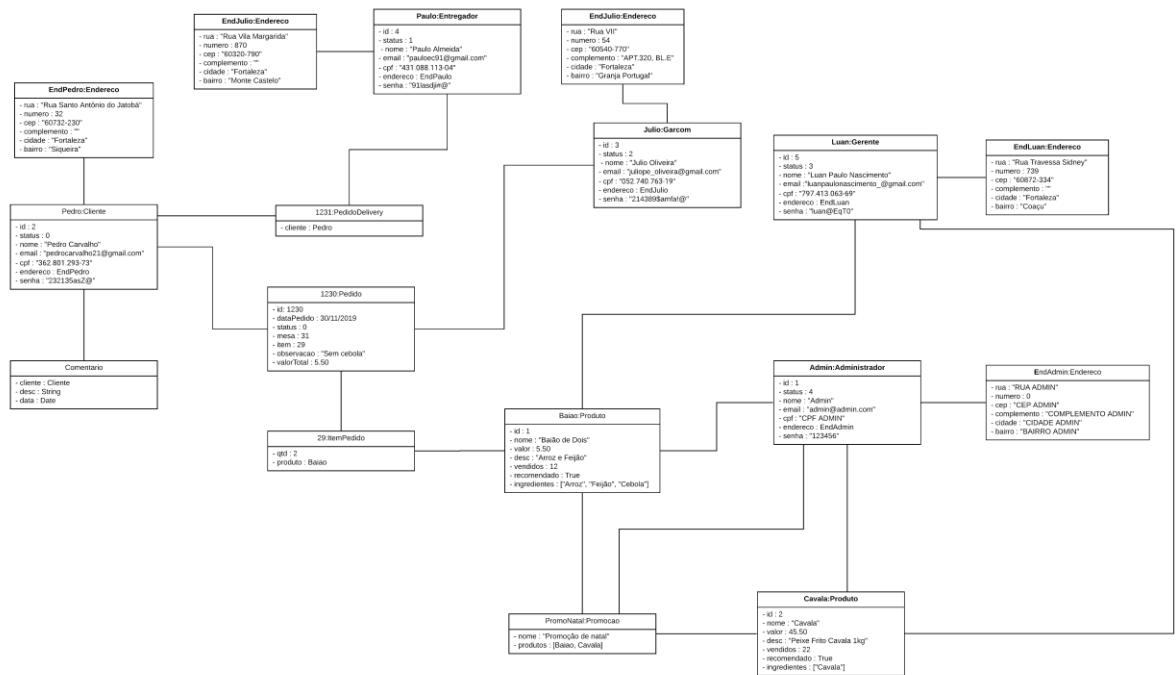 EndJulio:Endereco
- rua : "Rua Vila Margarida"
- numero : 870
- cep : "60320-790"
- complemento : ""
- cidade : "Fortaleza"
- bairro : "Monte Castelo"
Paulo:Entregador
- id : 4
- status : 1
- nome : "Paulo Almeida"
- email : "pauloec91@gmail.com"
- cpf : "431.088.113-04"
- endereco : EndPaulo
- senha : "91lasdji#@"
EndJulio:Endereco
- rua : "Rua VII"
- numero : 54
- cep : "60540-770"
- complemento : "APT.320, BL.E"
- cidade : "Fortaleza"
- bairro : "Granja Portugal"
EndPedro:Endereco
- rua : "Rua Santo Antônio do Jatobá"
- numero : 32
- cep : "60732-230"
- complemento : ""
- cidade : "Fortaleza"
- bairro : "Siqueira"
Julio:Garcom
- id : 3
- status : 2
- nome : "Julio Oliveira"
- email : "juliope_oliveira@gmail.com"
- cpf : "052.740.763-19"
- endereco : EndJulio
- senha : "214389$amfa!@"
Luan:Gerente
- id : 5
- status : 3
- nome : "Luan Paulo Nascimento"
- email :"luanpaulonascimento_@gmail.com"
- cpf : "797.413.063-69"
- endereco : EndLuan
- senha : "luan@EqT0"
EndLuan:Endereco
- rua : "Rua Travessa Sidney"
- numero : 739
- cep : "60872-334"
- complemento : ""
- cidade : "Fortaleza"
- bairro : "Coaçu"
Pedro:Cliente
- id : 2
- status : 0
- nome : "Pedro Carvalho"
- email : "pedrocarvalho21@gmail.com"
- cpf : "362.801.293-73"
- endereco : EndPedro
- senha : "232135asZ@"
1231:PedidoDelivery
- cliente : Pedro
1230:Pedido
- id: 1230
- dataPedido : 30/11/2019
- status : 0
- mesa : 31
- item : 29
- observacao : "Sem cebola"
- valorTotal : 5.50
Comentario
- cliente : Cliente
- desc : String
- data : Date
Admin:Administrador
- id : 1
- status : 4
- nome : "Admin"
- email : "admin@admin.com"
- cpf : "CPF ADMIN"
- endereco : EndAdmin
- senha : "123456"
EndAdmin:Endereco
- rua : "RUA ADMIN"
- numero : 0
- cep : "CEP ADMIN"
- complemento : "COMPLEMENTO ADMIN"
- cidade : "CIDADE ADMIN"
- bairro : "BAIRRO ADMIN"
29:ItemPedido
- qtd : 2
- produto : Baiao
Baiao:Produto
- id : 1
- nome : "Baião de Dois"
- valor : 5.50
- desc : "Arroz e Feijão"
- vendidos : 12
- recomendado : True
- ingredientes : ["Arroz", "Feijão", "Cebola"]
PromoNatal:Promocao
- nome : "Promoção de natal"
- produtos : [Baiao, Cavala]
Cavala:Produto
- id : 2
- nome : "Cavala"
- valor : 45.50
- desc : "Peixe Frito Cavala 1kg"
- vendidos : 22
- recomendado : True
- ingredientes : ["Cavala"]